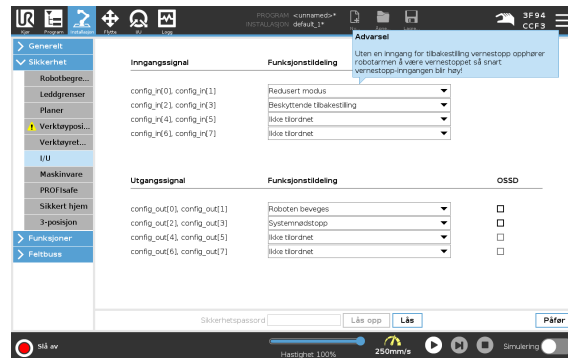 PROGRAM <unnamed>*
INSTALLASJON default_1*
3F94
CCF3
Kjør
Program
Installasjon
Flytte
I/U
Logg
Advarsel
Uten en inngang for tilbakestilling vernestopp opphører
robotarmen å være vernestoppet så snart
vernestopp-inngangen blir høy!
Generelt
Sikkerhet
Robotbegre...
Leddgrenser
Planer
Verktøyposi...
Verktøyret...
I/U
Maskinvare
PROFIsafe
Sikkert hjem
3-posisjon
Funksjoner
Feltbuss
Inngangssignal
Funksjonstildeling
config_in[0], config_in[1]
Redusert modus
config_in[2], config_in[3]
Beskyttende tilbakestilling
config_in[4], config_in[5]
Ikke tilordnet
config_in[6], config_in[7]
Ikke tilordnet
Utgangssignal
Funksjonstildeling
OSSD
config_out[0], config_out[1]
Roboten beveges
config_out[2], config_out[3]
Systemnødstopp
config_out[4], config_out[5]
Ikke tilordnet
config_out[6], config_out[7]
Ikke tilordnet
Sikkerhetspassord
Lås opp
Lås
Påfør
Slå av
Hastighet 100%
250mm/s
Simulering